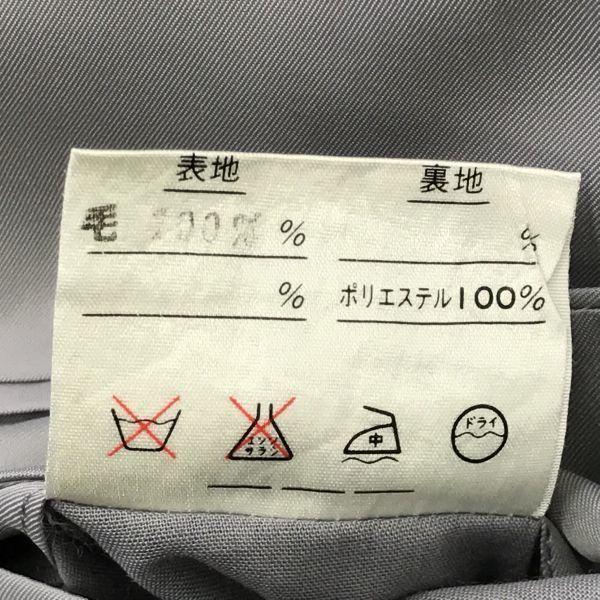 表地
毛 100% %
%
裏地
%
ポリエステル100%
エンソ
サラシ
中
ドライ